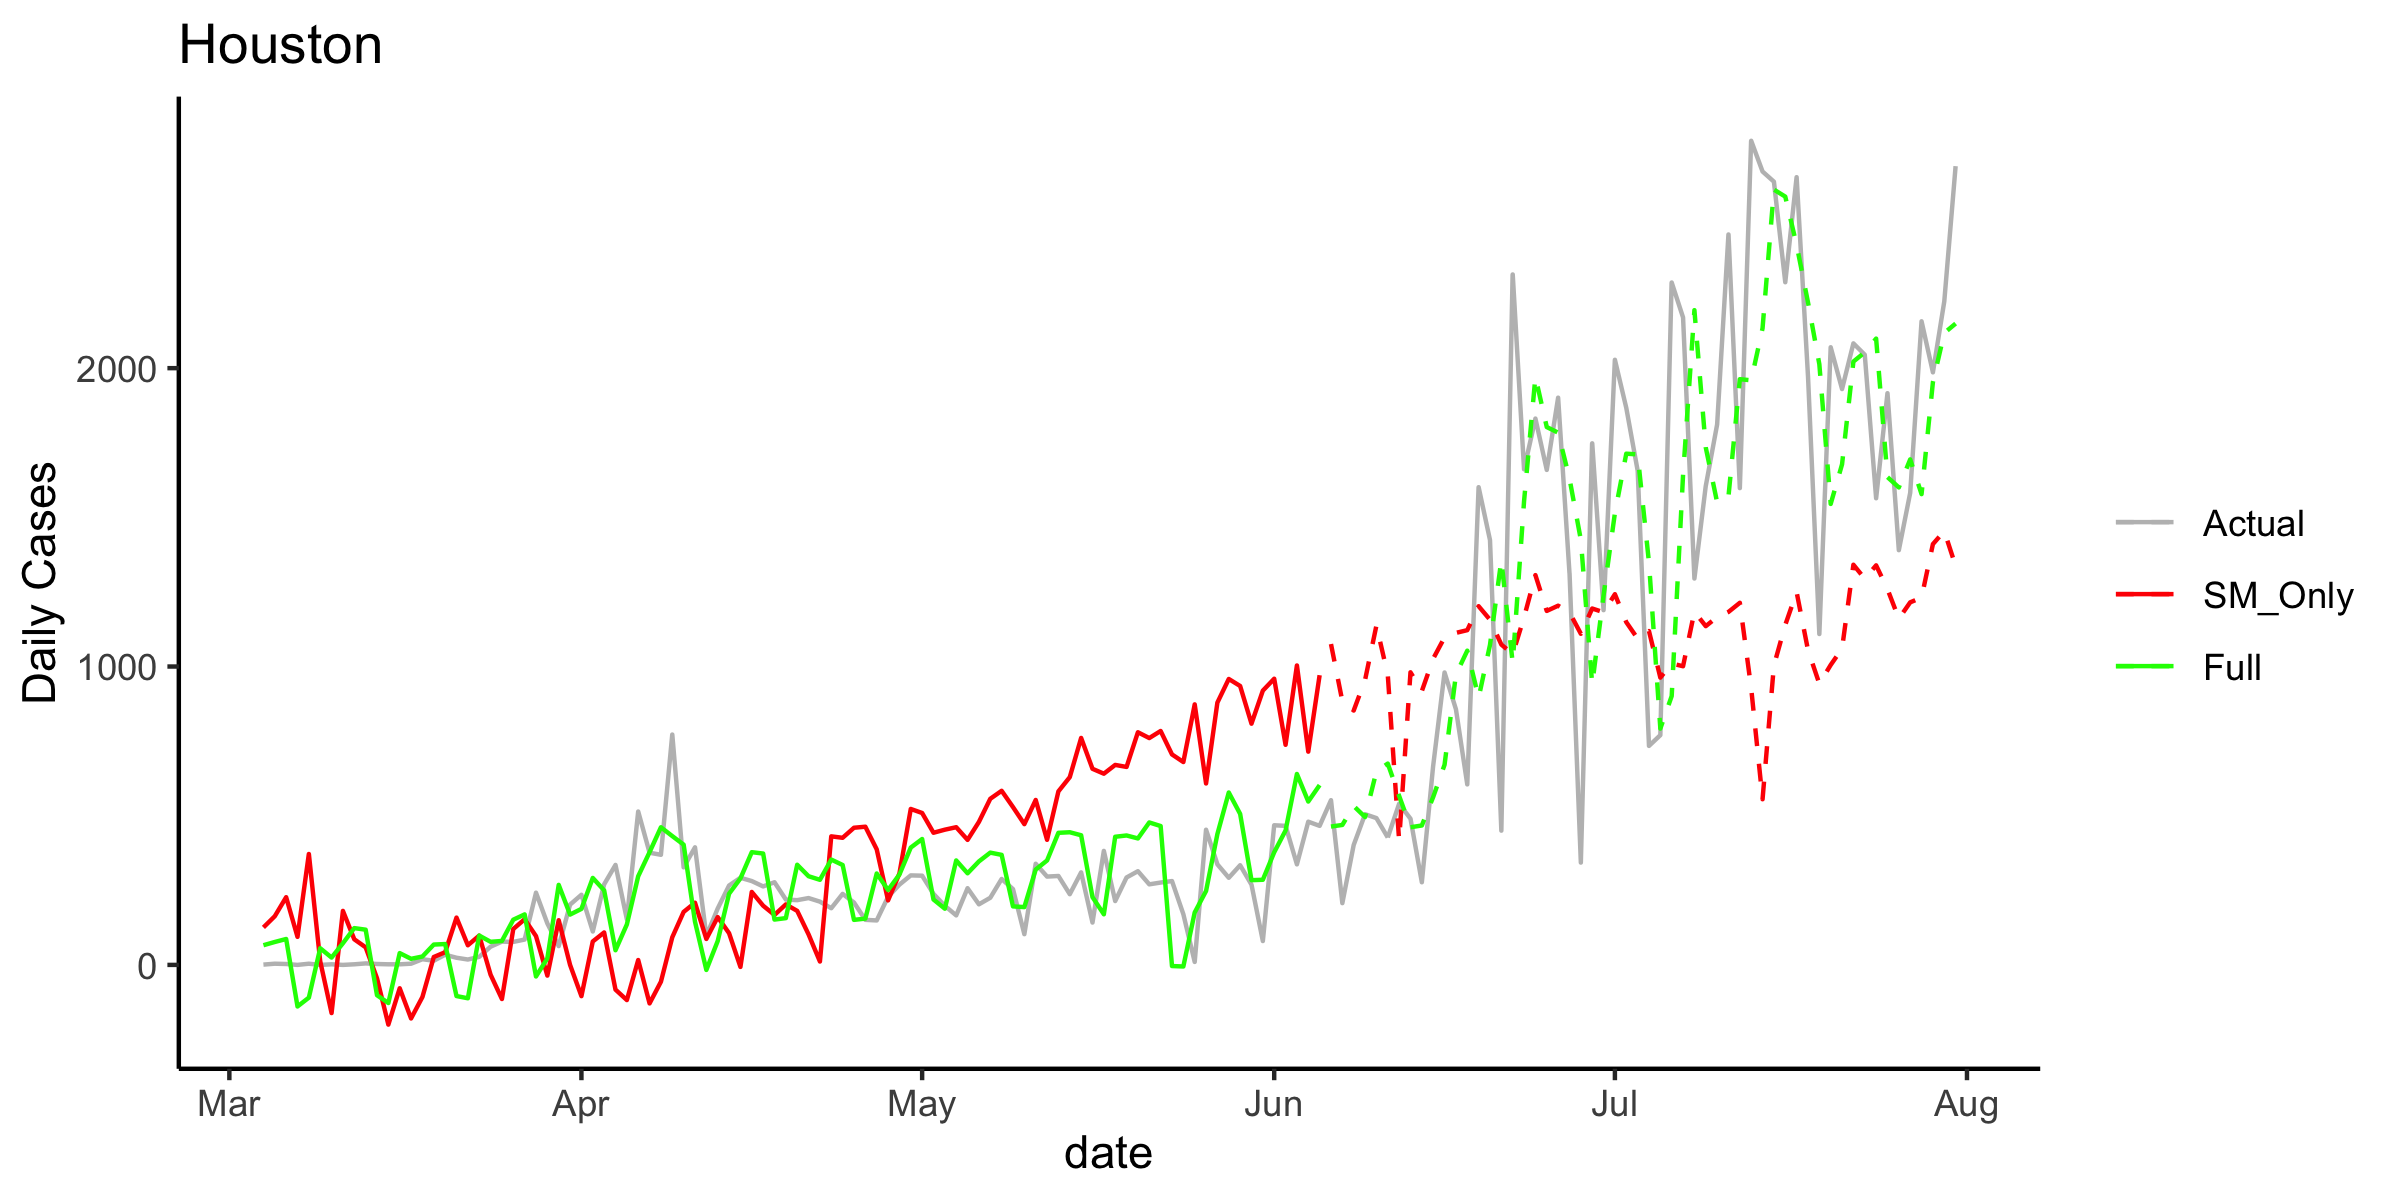 Houston
Daily Cases
2000
1000
0
Mar
Apr
May
Jun
Jul
Aug
date
Actual
SM_Only
Full